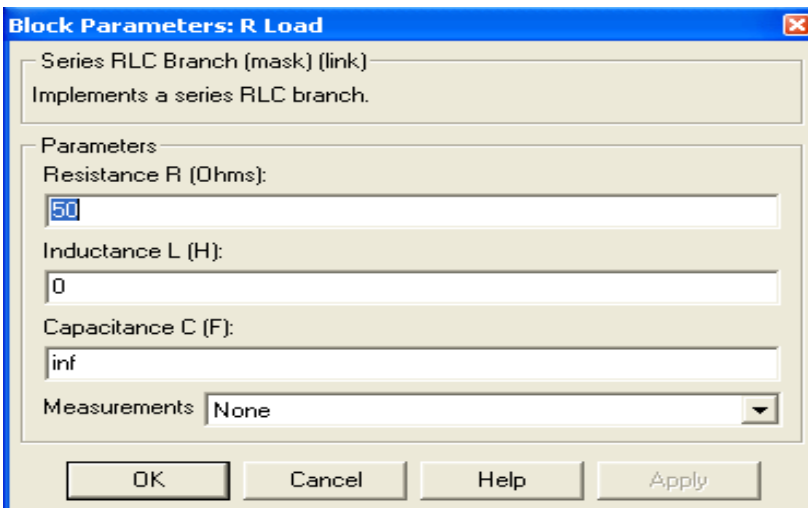 Block Parameters: R Load
Series RLC Branch (mask) (link)
Implements a series RLC branch.
Parameters
Resistance R (Ohms):
50
Inductance L (H):
0
Capacitance C (F):
inf
Measurements None
OK Cancel Help Apply